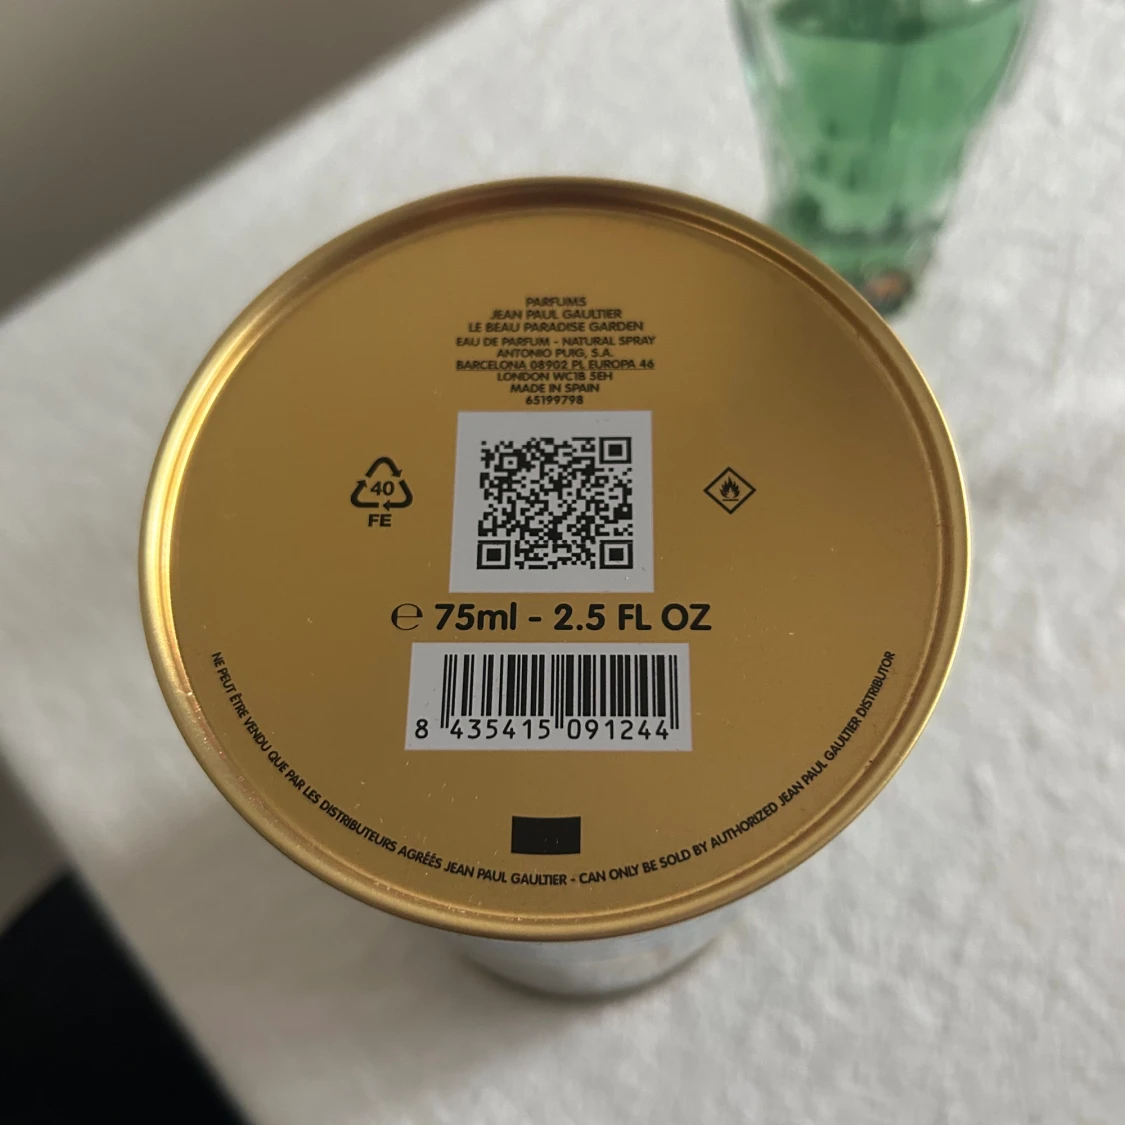 PARFUMS
JEAN PAUL GAULTIER
LE BEAU PARADISE GARDEN
EAU DE PARFUM - NATURAL SPRAY
ANTONIO PUIG, S.A.
BARCELONA 08902 PL EUROPA 46
LONDON WC1B 5EH
MADE IN SPAIN
65199798
40
FE
℮ 75ml - 2.5 FL OZ
8 435415 091244
NE PEUT ÊTRE VENDU QUE PAR LES DISTRIBUTEURS AGRÉÉS JEAN PAUL GAULTIER - CAN ONLY BE SOLD BY AUTHORIZED JEAN PAUL GAULTIER DISTRIBUTOR